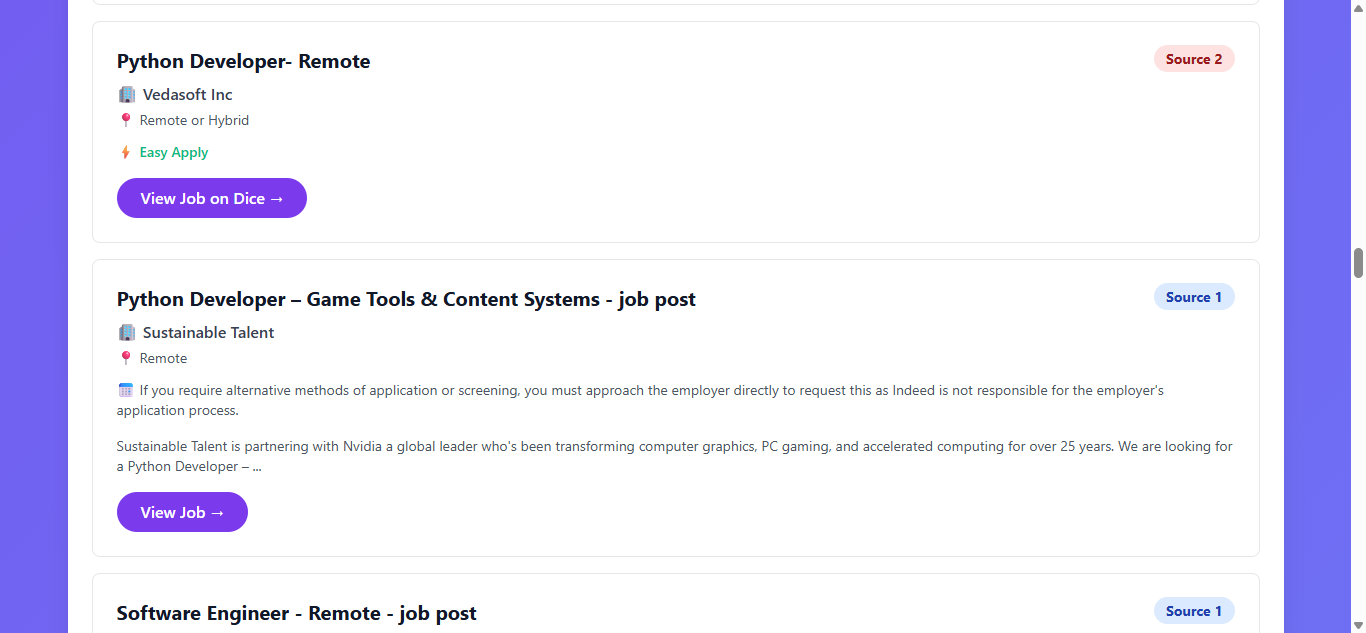 Python Developer- Remote
Source 2
Vedasoft Inc
Remote or Hybrid
Easy Apply
View Job on Dice →
Python Developer – Game Tools & Content Systems - job post
Source 1
Sustainable Talent
Remote
If you require alternative methods of application or screening, you must approach the employer directly to request this as Indeed is not responsible for the employer's
application process.
Sustainable Talent is partnering with Nvidia a global leader who's been transforming computer graphics, PC gaming, and accelerated computing for over 25 years. We are looking for
a Python Developer – ...
View Job →
Software Engineer - Remote - job post
Source 1